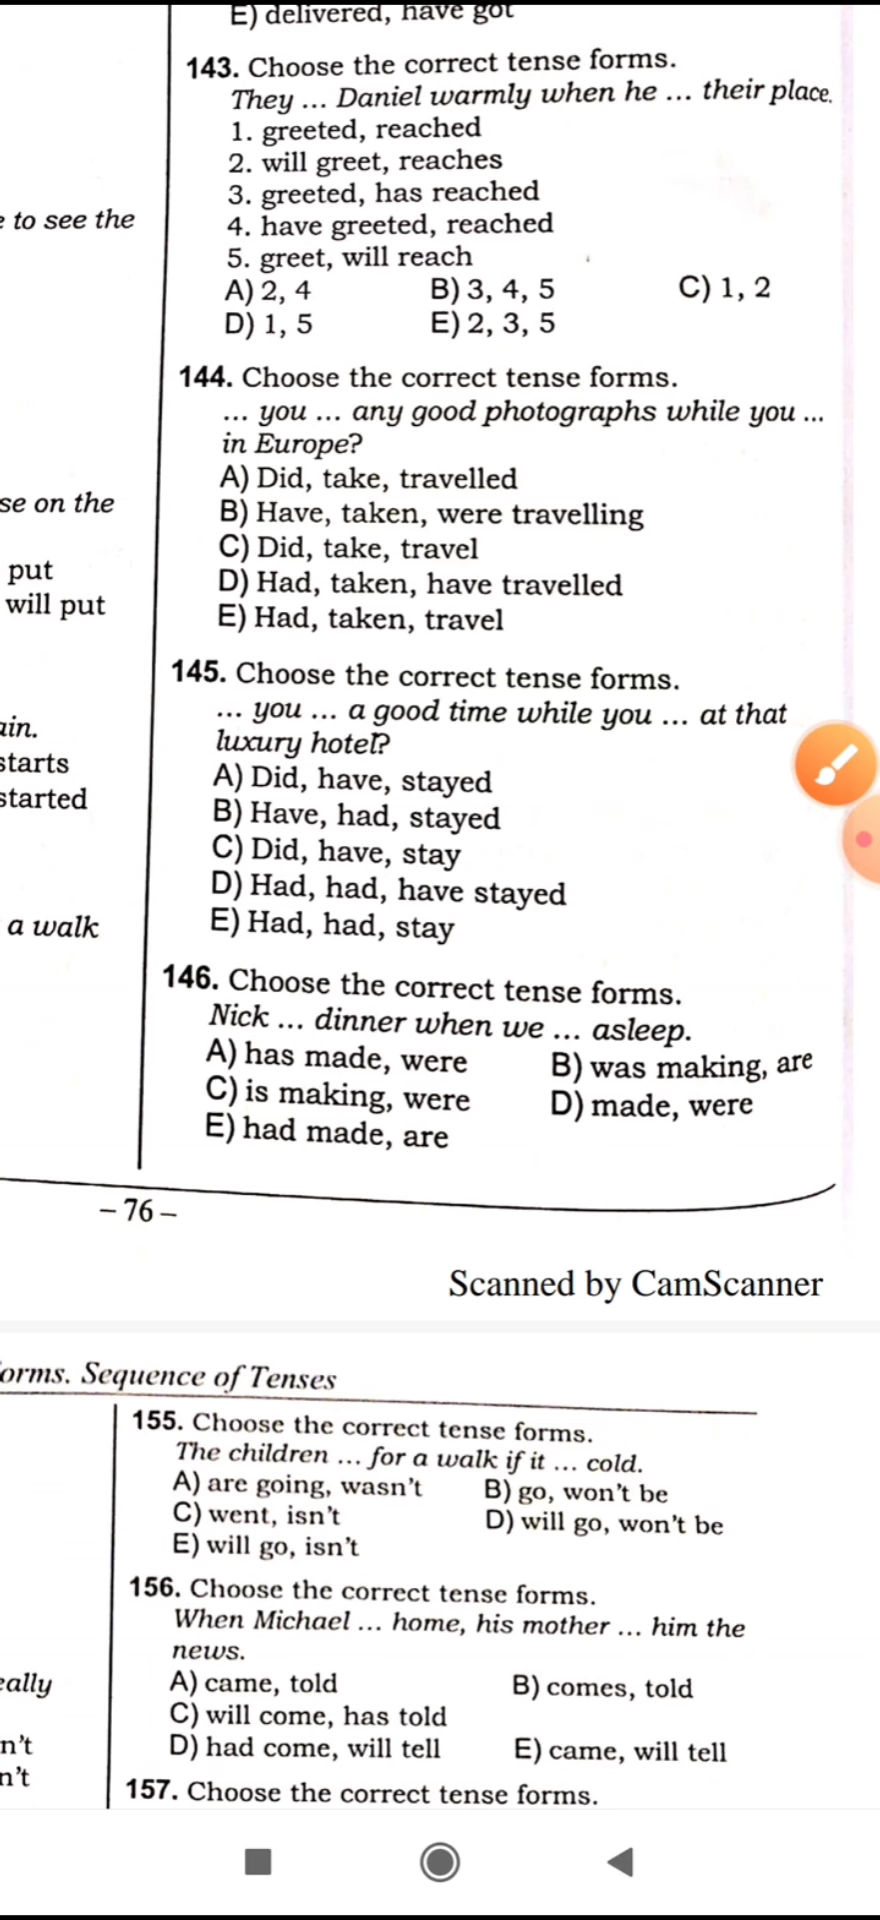 E) delivered, have got
143. Choose the correct tense forms.
They ... Daniel warmly when he ... their place.
1. greeted, reached
2. will greet, reaches
3. greeted, has reached
to see the
4. have greeted, reached
5. greet, will reach
A) 2, 4 B) 3, 4, 5 C) 1, 2
D) 1, 5 E) 2, 3, 5
144. Choose the correct tense forms.
... you ... any good photographs while you ...
in Europe?
A) Did, take, travelled
se on the
B) Have, taken, were travelling
C) Did, take, travel
put
D) Had, taken, have travelled
will put
E) Had, taken, travel
145. Choose the correct tense forms.
... you ... a good time while you ... at that
ain.
luxury hotel?
starts
A) Did, have, stayed
started
B) Have, had, stayed
C) Did, have, stay
D) Had, had, have stayed
a walk
E) Had, had, stay
146. Choose the correct tense forms.
Nick ... dinner when we ... asleep.
A) has made, were B) was making, are
C) is making, were D) made, were
E) had made, are
– 76 –
Scanned by CamScanner
orms. Sequence of Tenses
155. Choose the correct tense forms.
The children ... for a walk if it ... cold.
A) are going, wasn't B) go, won't be
C) went, isn't D) will go, won't be
E) will go, isn't
156. Choose the correct tense forms.
When Michael ... home, his mother ... him the
news.
eally
A) came, told B) comes, told
C) will come, has told
n't
D) had come, will tell E) came, will tell
n't
157. Choose the correct tense forms.